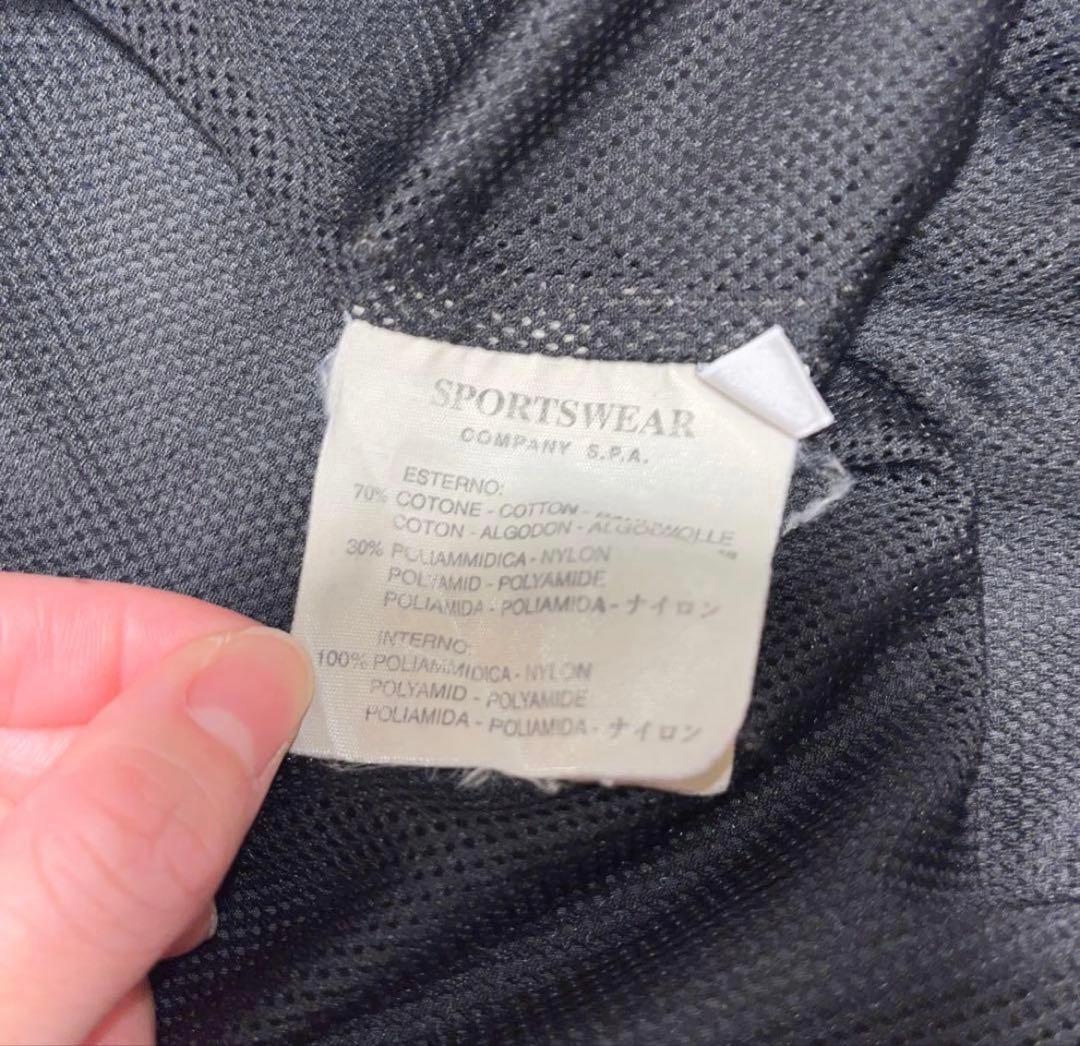 SPORTSWEAR
COMPANY S.P.A.
ESTERNO:
70% COTONE - COTTON -
COTON - ALGODON - ALGODMOLLE
30% POLIAMMIDICA - NYLON
POLYAMID - POLYAMIDE
POLIAMIDA - POLIAMIDA - ナイロン
INTERNO:
100% POLIAMMIDICA - NYLON
POLYAMID - POLYAMIDE
POLIAMIDA - POLIAMIDA - ナイロン